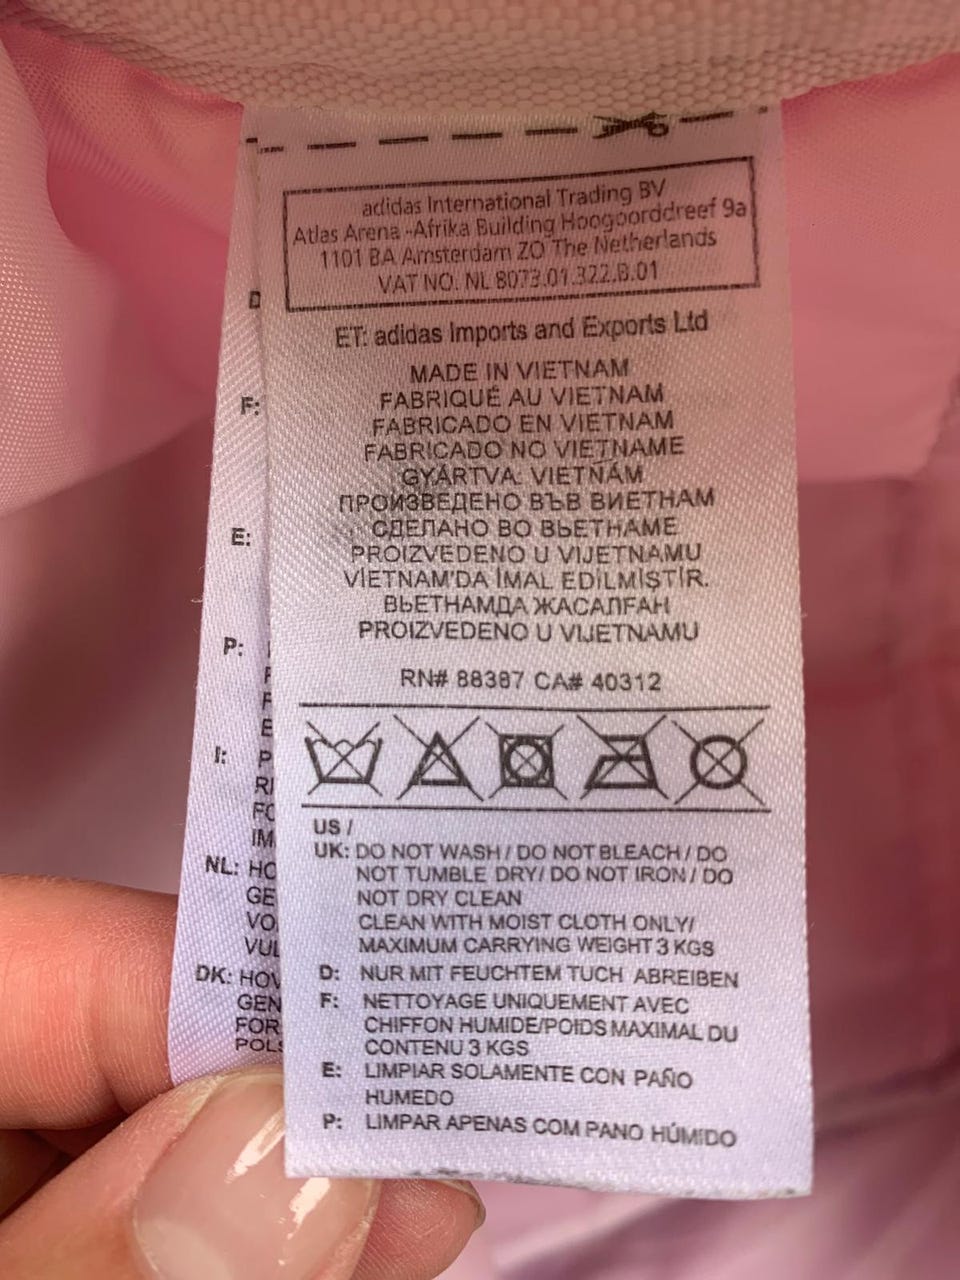 adidas International Trading BV
Atlas Arena -Afrika Building Hoogoorddreef 9a
1101 BA Amsterdam ZO The Netherlands
VAT NO. NL 8073.01.322.B.01
ET: adidas Imports and Exports Ltd
MADE IN VIETNAM
FABRIQUÉ AU VIETNAM
FABRICADO EN VIETNAM
FABRICADO NO VIETNAME
GYÁRTVA: VIETNÁM
ПРОИЗВЕДЕНО ВЪВ ВИЕТНАМ
СДЕЛАНО ВО ВЬЕТНАМЕ
PROIZVEDENO U VIJETNAMU
VİETNAM'DA İMAL EDİLMİŞTİR.
ВЬЕТНАМДА ЖАСАЛҒАН
PROIZVEDENO U VIJETNAMU
RN# 88387 CA# 40312
US /
UK: DO NOT WASH / DO NOT BLEACH / DO
NOT TUMBLE DRY/ DO NOT IRON / DO
NOT DRY CLEAN
CLEAN WITH MOIST CLOTH ONLY/
MAXIMUM CARRYING WEIGHT 3 KGS
D: NUR MIT FEUCHTEM TUCH ABREIBEN
F: NETTOYAGE UNIQUEMENT AVEC
CHIFFON HUMIDE/POIDS MAXIMAL DU
CONTENU 3 KGS
E: LIMPIAR SOLAMENTE CON PAÑO
HUMEDO
P: LIMPAR APENAS COM PANO HÚMIDO
F:
E:
P:
I:
NL:
DK: